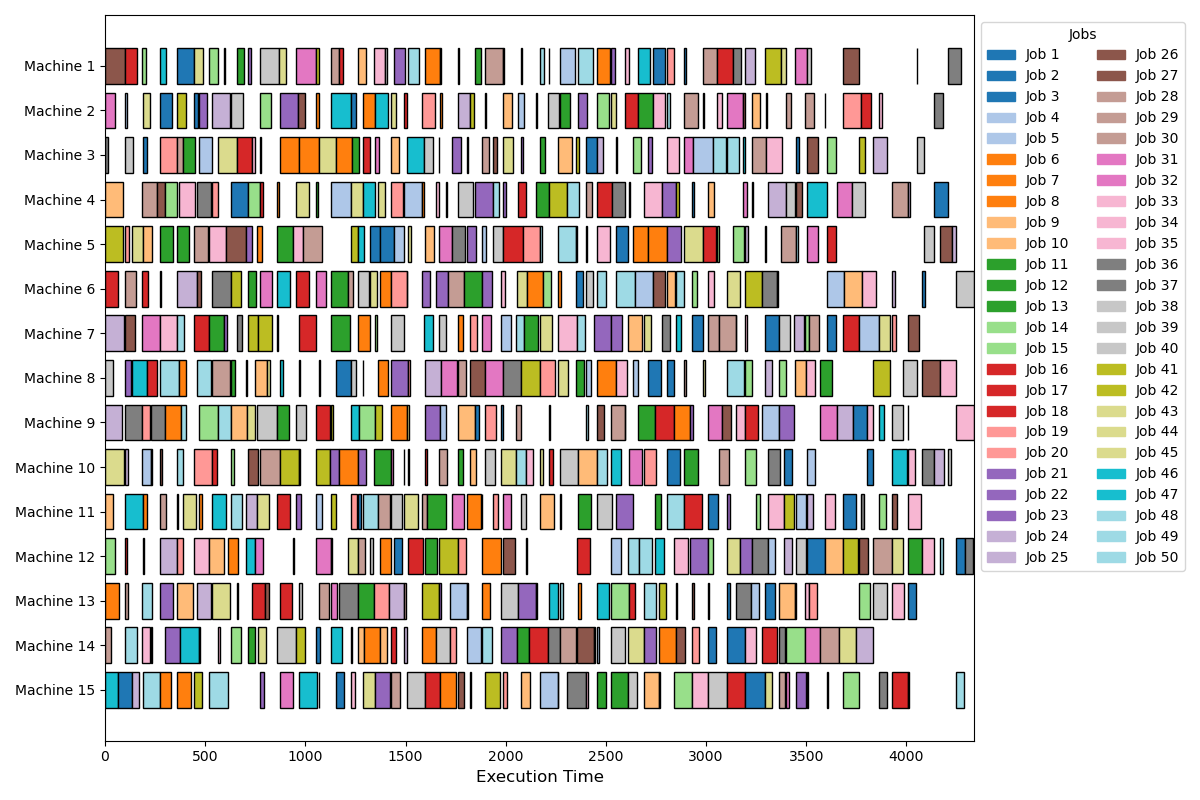 Machine 1
Machine 2
Machine 3
Machine 4
Machine 5
Machine 6
Machine 7
Machine 8
Machine 9
Machine 10
Machine 11
Machine 12
Machine 13
Machine 14
Machine 15
0 500 1000 1500 2000 2500 3000 3500 4000
Execution Time
Jobs
Job 1 Job 26
Job 2 Job 27
Job 3 Job 28
Job 4 Job 29
Job 5 Job 30
Job 6 Job 31
Job 7 Job 32
Job 8 Job 33
Job 9 Job 34
Job 10 Job 35
Job 11 Job 36
Job 12 Job 37
Job 13 Job 38
Job 14 Job 39
Job 15 Job 40
Job 16 Job 41
Job 17 Job 42
Job 18 Job 43
Job 19 Job 44
Job 20 Job 45
Job 21 Job 46
Job 22 Job 47
Job 23 Job 48
Job 24 Job 49
Job 25 Job 50